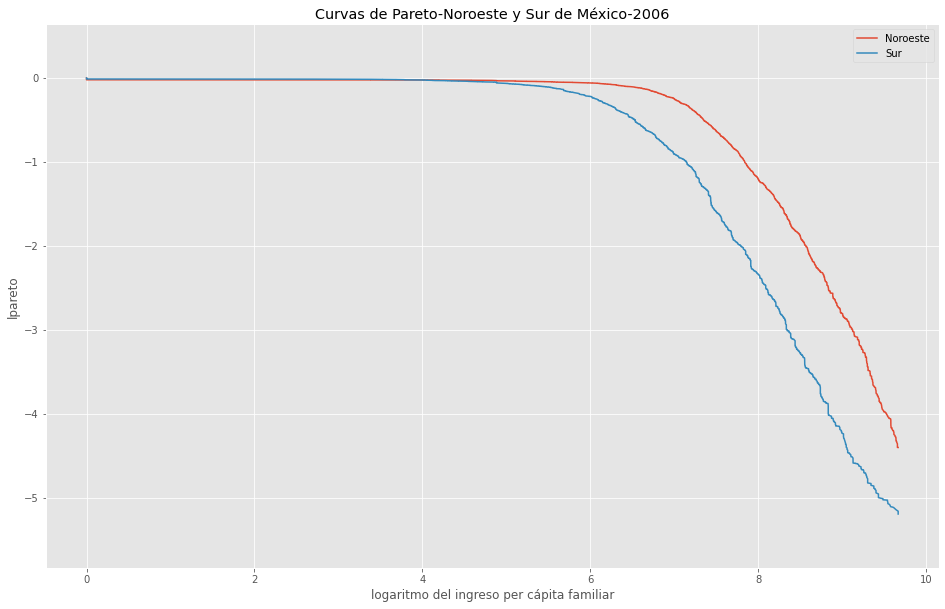 Curvas de Pareto-Noroeste y Sur de México-2006
Noroeste
Sur
lpareto
0
−1
−2
−3
−4
−5
0 2 4 6 8 10
logaritmo del ingreso per cápita familiar